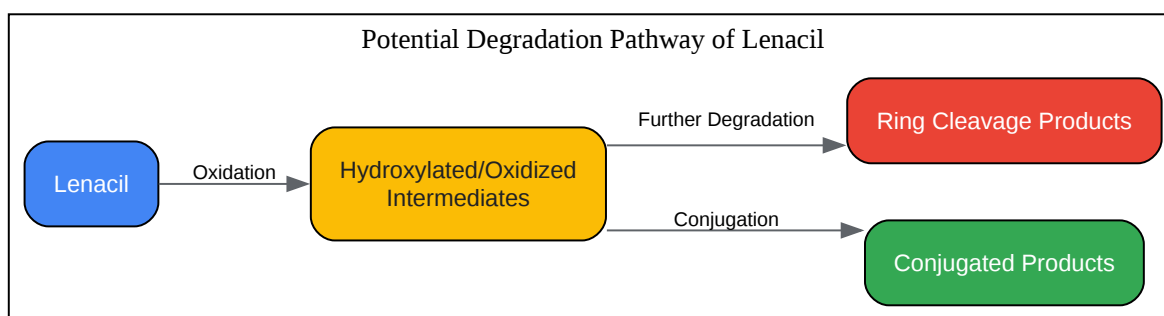 Potential Degradation Pathway of Lenacil
Lenacil
Oxidation
Hydroxylated/Oxidized
Intermediates
Further Degradation
Ring Cleavage Products
Conjugation
Conjugated Products